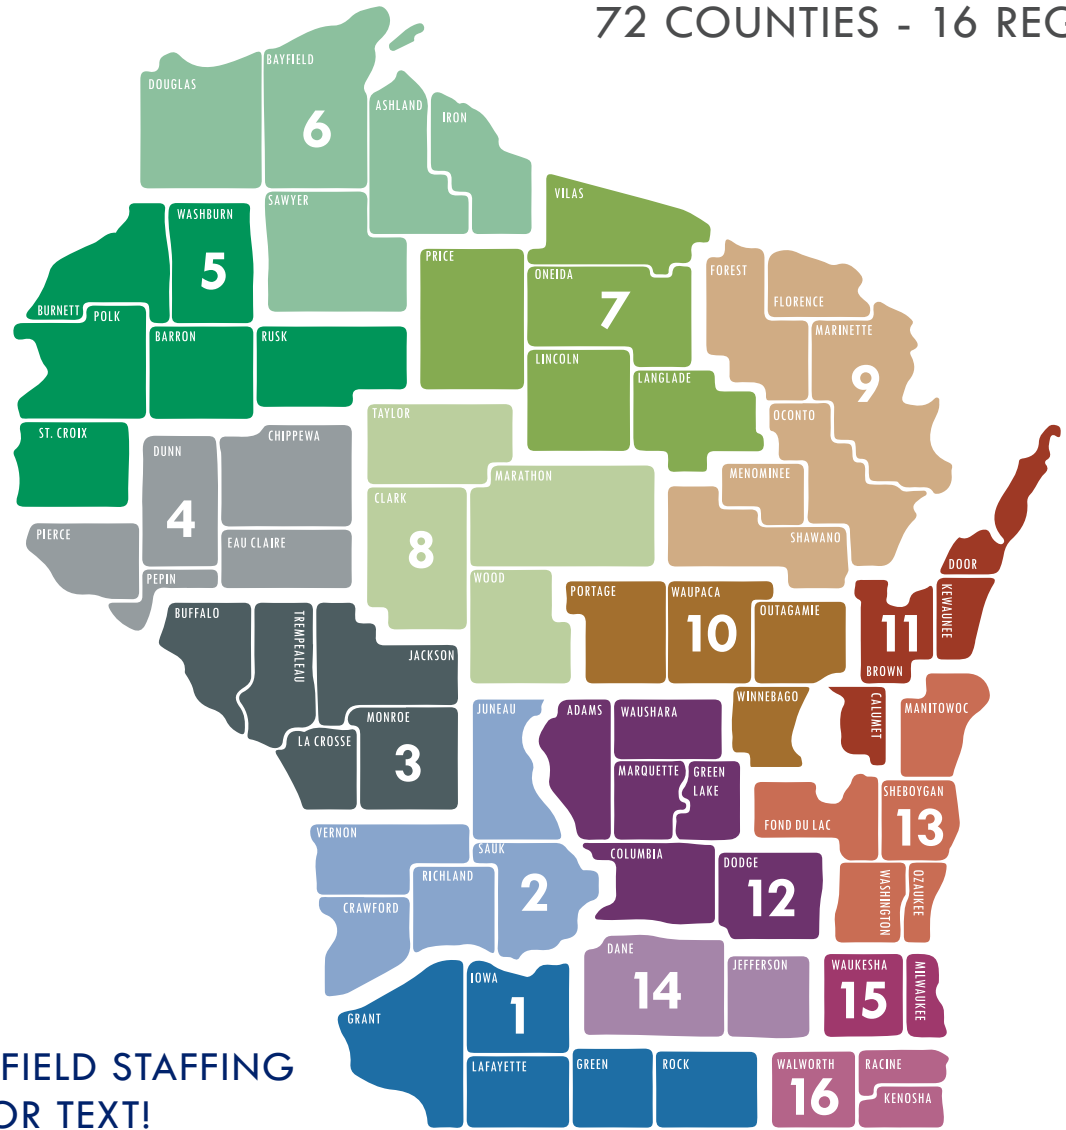 72 COUNTIES - 16 REG
DOUGLAS
BAYFIELD
6
ASHLAND
IRON
SAWYER
WASHBURN
5
BURNETT
POLK
BARRON
RUSK
ST. CROIX
VILAS
PRICE
ONEIDA
7
LINCOLN
LANGLADE
FOREST
FLORENCE
MARINETTE
9
OCONTO
MENOMINEE
SHAWANO
TAYLOR
MARATHON
CLARK
8
WOOD
DUNN
CHIPPEWA
4
PIERCE
EAU CLAIRE
PEPIN
BUFFALO
TREMPEALEAU
JACKSON
MONROE
LA CROSSE
3
PORTAGE
WAUPACA
10
OUTAGAMIE
WINNEBAGO
DOOR
KEWAUNEE
11
BROWN
CALUMET
MANITOWOC
SHEBOYGAN
13
FOND DU LAC
WASHINGTON
OZAUKEE
JUNEAU
VERNON
SAUK
RICHLAND
2
CRAWFORD
ADAMS
WAUSHARA
MARQUETTE
GREEN
LAKE
COLUMBIA
DODGE
12
DANE
14
JEFFERSON
WAUKESHA
15
MILWAUKEE
IOWA
1
GRANT
LAFAYETTE
GREEN
ROCK
WALWORTH
16
RACINE
KENOSHA
FIELD STAFFING
OR TEXT!